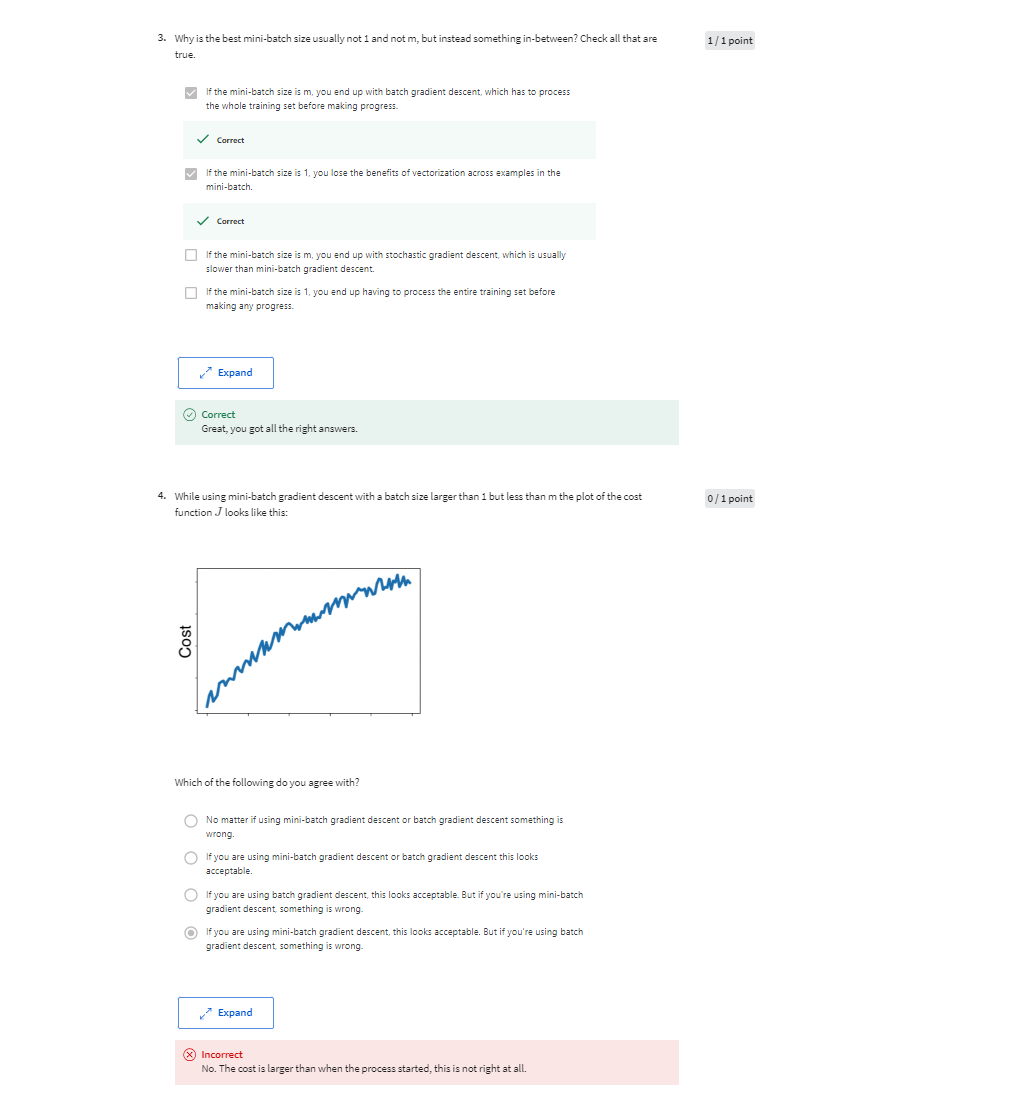 3. Why is the best mini-batch size usually not 1 and not m, but instead something in-between? Check all that are
true.
1 / 1 point
If the mini-batch size is m, you end up with batch gradient descent, which has to process
the whole training set before making progress.
Correct
If the mini-batch size is 1, you lose the benefits of vectorization across examples in the
mini-batch.
Correct
If the mini-batch size is m, you end up with stochastic gradient descent, which is usually
slower than mini-batch gradient descent.
If the mini-batch size is 1, you end up having to process the entire training set before
making any progress.
Expand
Correct
Great, you got all the right answers.
4. While using mini-batch gradient descent with a batch size larger than 1 but less than m the plot of the cost
function J looks like this:
0 / 1 point
Cost
Which of the following do you agree with?
No matter if using mini-batch gradient descent or batch gradient descent something is
wrong.
If you are using mini-batch gradient descent or batch gradient descent this looks
acceptable.
If you are using batch gradient descent, this looks acceptable. But if you're using mini-batch
gradient descent, something is wrong.
If you are using mini-batch gradient descent, this looks acceptable. But if you're using batch
gradient descent, something is wrong.
Expand
Incorrect
No. The cost is larger than when the process started, this is not right at all.